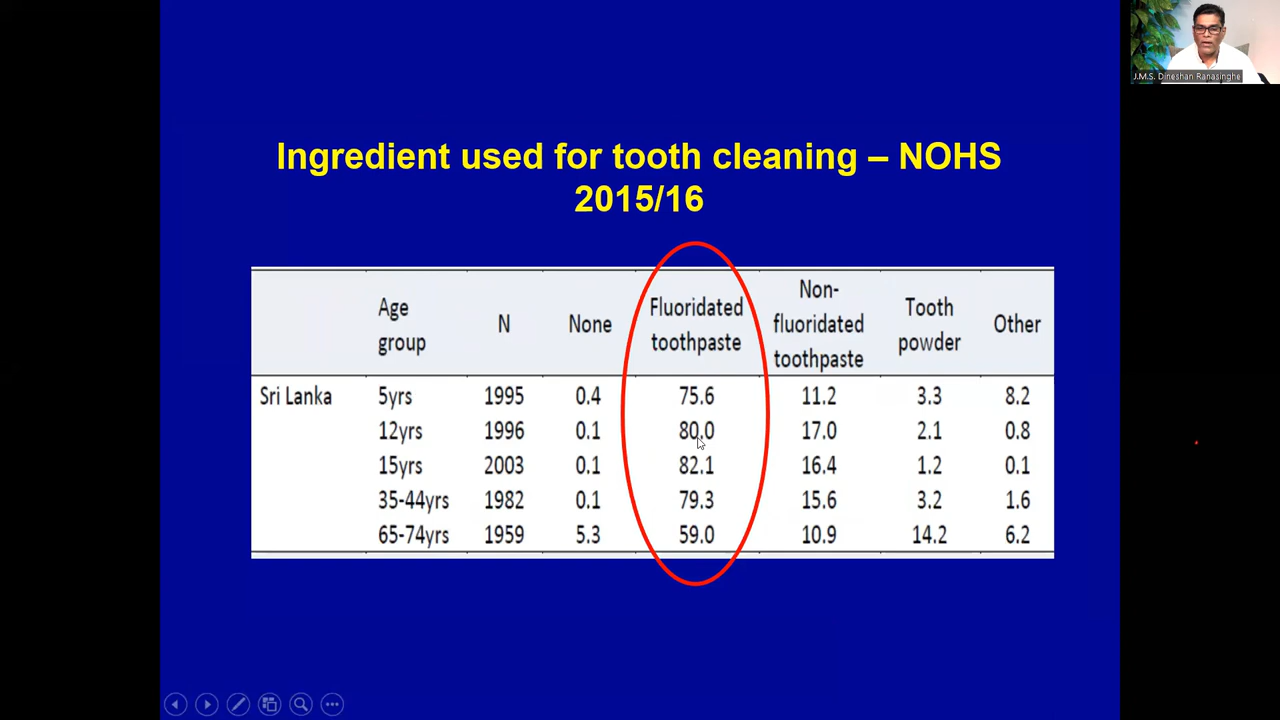 J.M.S. Dineshan Ranasinghe
Ingredient used for tooth cleaning – NOHS
2015/16
Age group N None Fluoridated toothpaste Non-fluoridated toothpaste Tooth powder Other
Sri Lanka 5yrs 1995 0.4 75.6 11.2 3.3 8.2
12yrs 1996 0.1 80.0 17.0 2.1 0.8
15yrs 2003 0.1 82.1 16.4 1.2 0.1
35-44yrs 1982 0.1 79.3 15.6 3.2 1.6
65-74yrs 1959 5.3 59.0 10.9 14.2 6.2